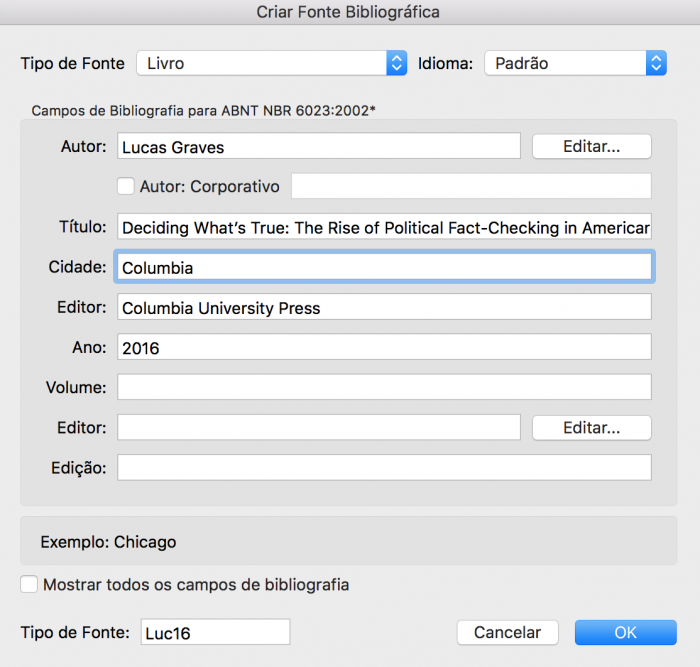 Criar Fonte Bibliográfica
Tipo de Fonte Livro Idioma: Padrão
Campos de Bibliografia para ABNT NBR 6023:2002*
Autor: Lucas Graves Editar...
Autor: Corporativo
Título: Deciding What’s True: The Rise of Political Fact-Checking in American
Cidade: Columbia
Editor: Columbia University Press
Ano: 2016
Volume:
Editor: Editar...
Edição:
Exemplo: Chicago
Mostrar todos os campos de bibliografia
Tipo de Fonte: Luc16 Cancelar OK